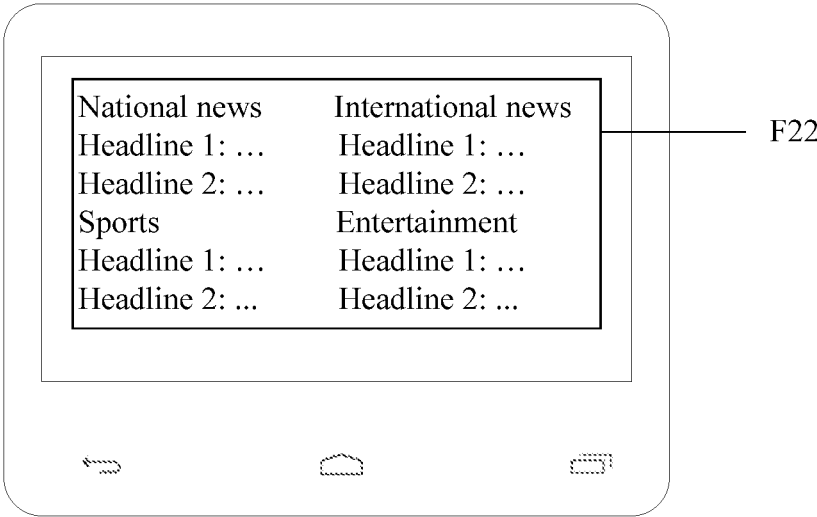 National news International news
Headline 1: … Headline 1: …
Headline 2: … Headline 2: …
Sports Entertainment
Headline 1: … Headline 1: …
Headline 2: ... Headline 2: ...
F22